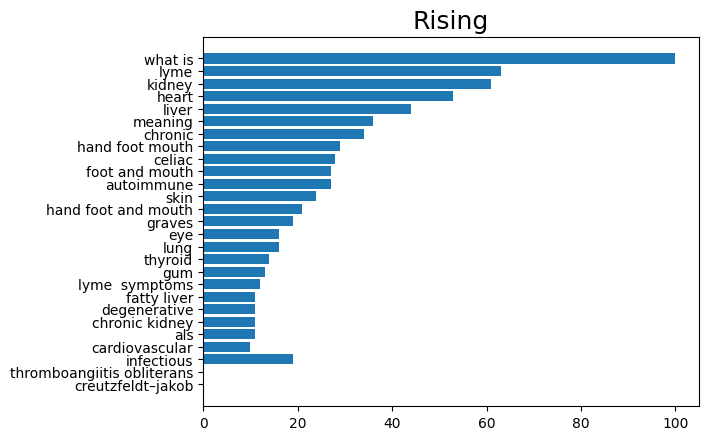 Rising
what is
lyme
kidney
heart
liver
meaning
chronic
hand foot mouth
celiac
foot and mouth
autoimmune
skin
hand foot and mouth
graves
eye
lung
thyroid
gum
lyme  symptoms
fatty liver
degenerative
chronic kidney
als
cardiovascular
infectious
thromboangiitis obliterans
creutzfeldt–jakob
0 20 40 60 80 100